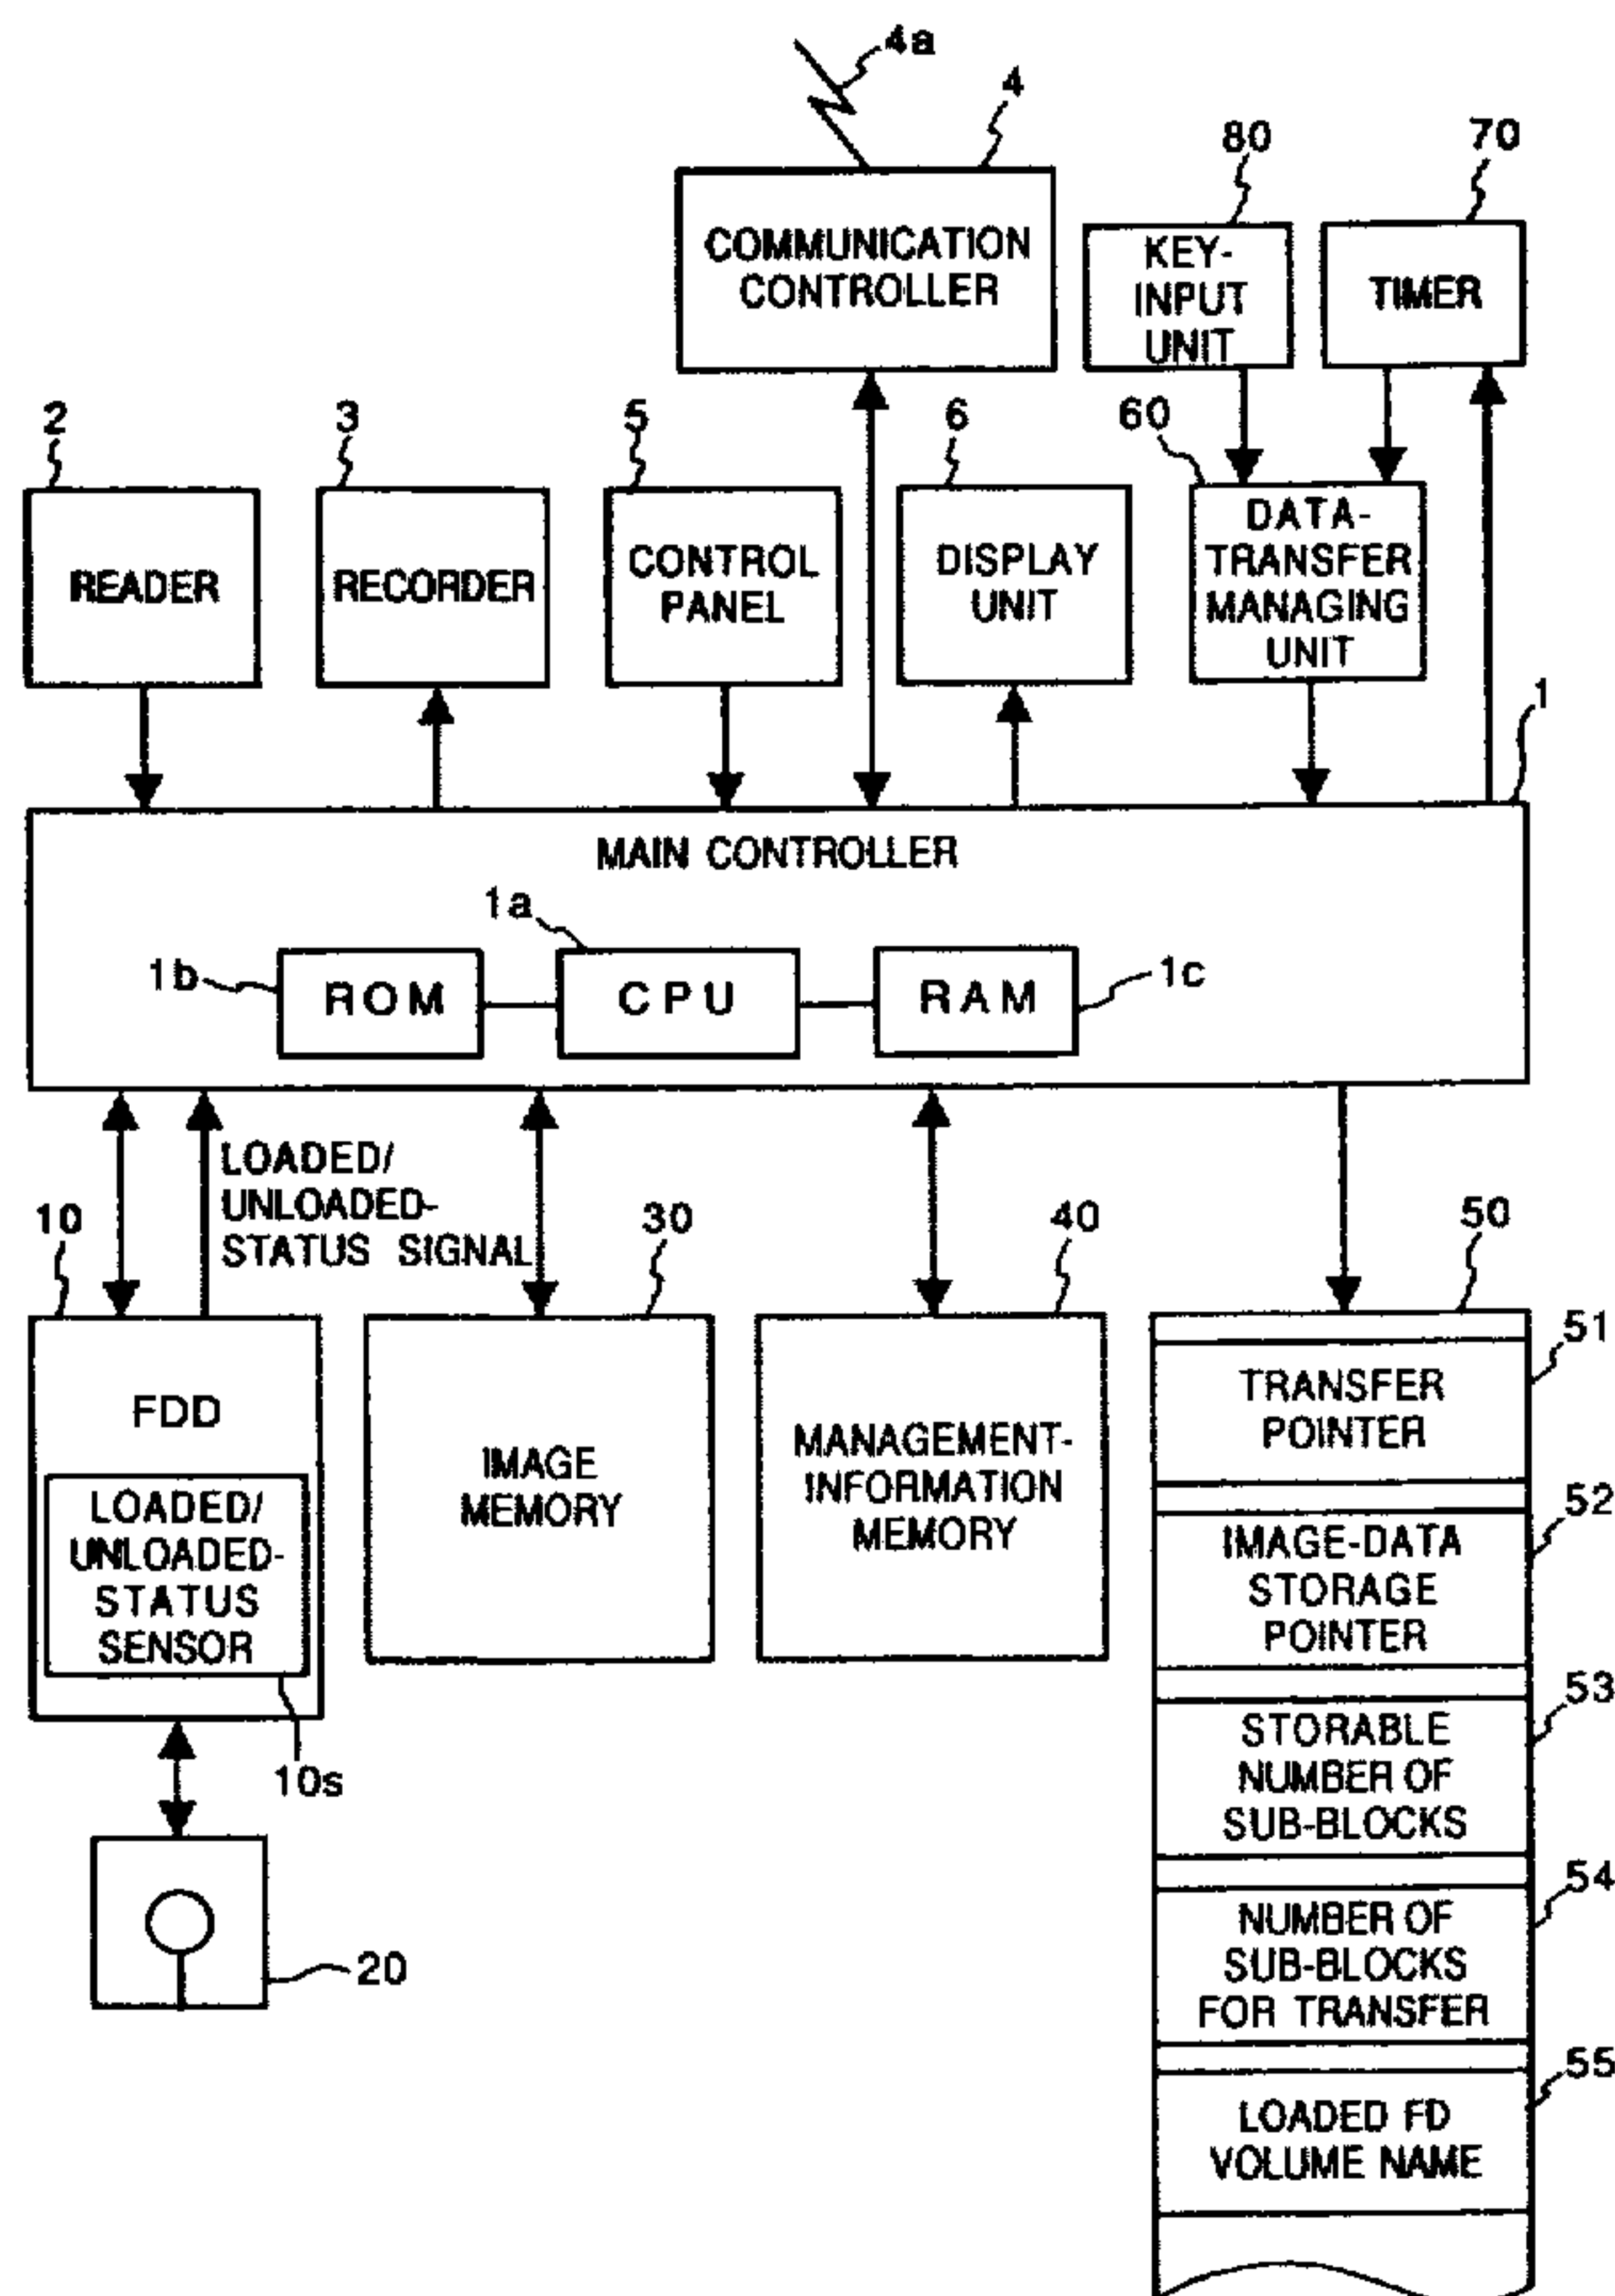 4a
4
80
70
COMMUNICATION
CONTROLLER
KEY-
INPUT
UNIT
TIMER
2
3
5
6
60
READER
RECORDER
CONTROL
PANEL
DISPLAY
UNIT
DATA-
TRANSFER
MANAGING
UNIT
1
MAIN CONTROLLER
1a
1b
ROM
CPU
RAM
1c
LOADED/
UNLOADED-
STATUS SIGNAL
10
30
40
50
FDD
LOADED/
UNLOADED-
STATUS
SENSOR
10s
20
IMAGE
MEMORY
MANAGEMENT-
INFORMATION
MEMORY
51
TRANSFER
POINTER
52
IMAGE-DATA
STORAGE
POINTER
53
STORABLE
NUMBER OF
SUB-BLOCKS
54
NUMBER OF
SUB-BLOCKS
FOR TRANSFER
55
LOADED FD
VOLUME NAME